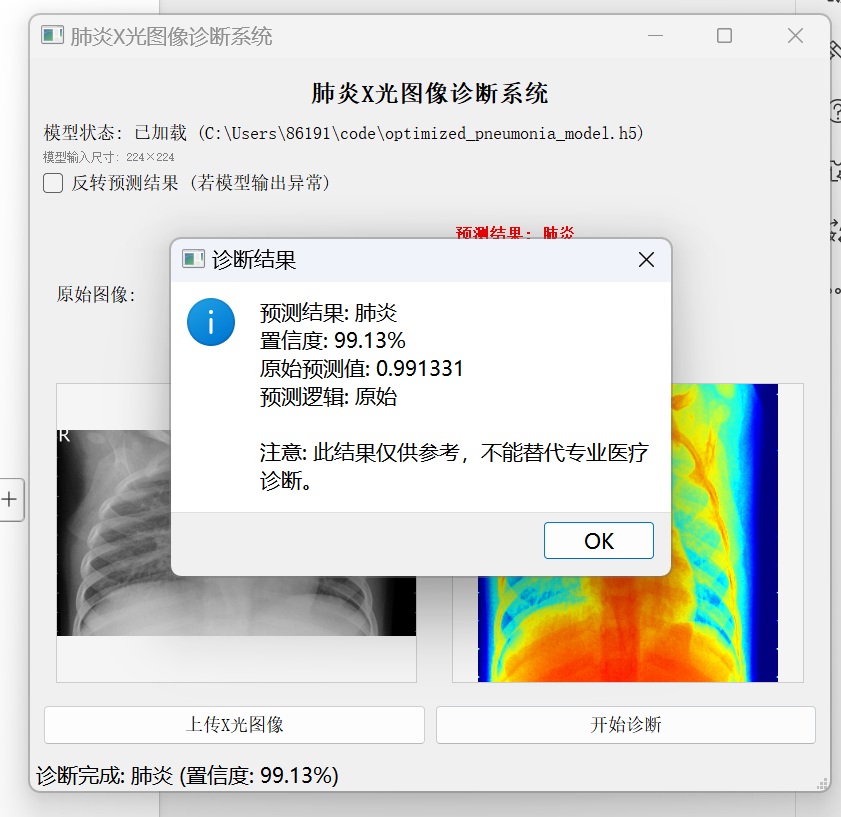 肺炎X光图像诊断系统
肺炎X光图像诊断系统
模型状态: 已加载 (C:\Users\86191\code\optimized_pneumonia_model.h5)
模型输入尺寸: 224×224
反转预测结果 (若模型输出异常)
预测结果: 肺炎
诊断结果
原始图像:
预测结果: 肺炎
置信度: 99.13%
原始预测值: 0.991331
预测逻辑: 原始
注意: 此结果仅供参考，不能替代专业医疗
诊断。
OK
R
上传X光图像
开始诊断
诊断完成: 肺炎 (置信度: 99.13%)